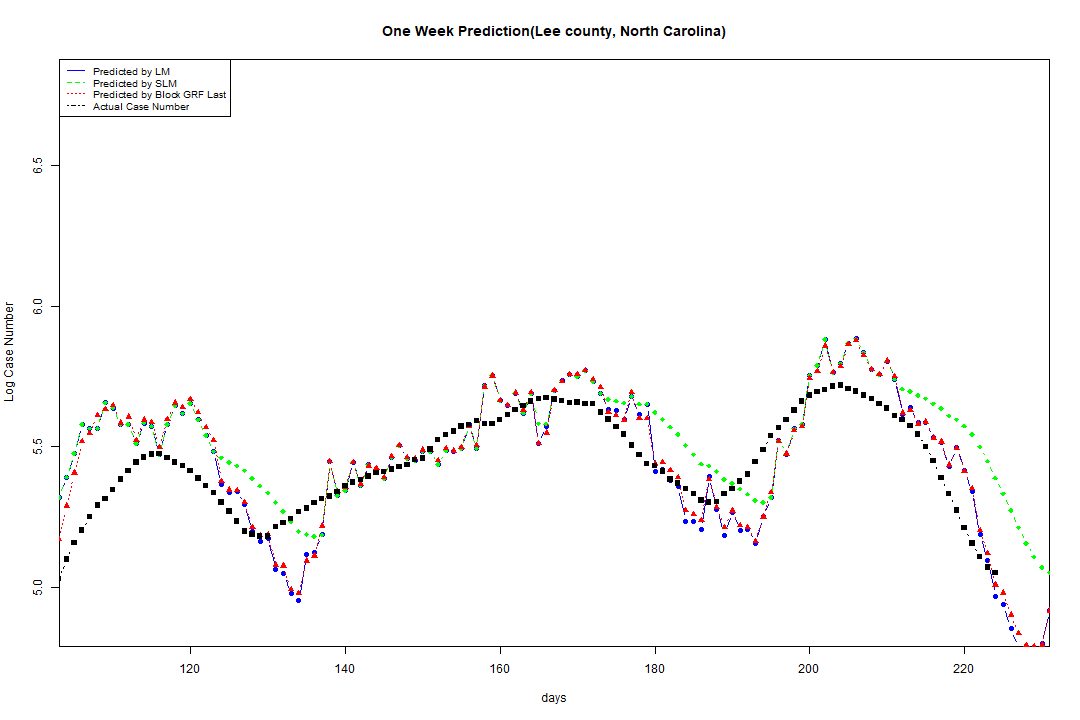 One Week Prediction(Lee county, North Carolina)
Predicted by LM
Predicted by SLM
Predicted by Block GRF Last
Actual Case Number
Log Case Number
6.5
6.0
5.5
5.0
120 140 160 180 200 220
days